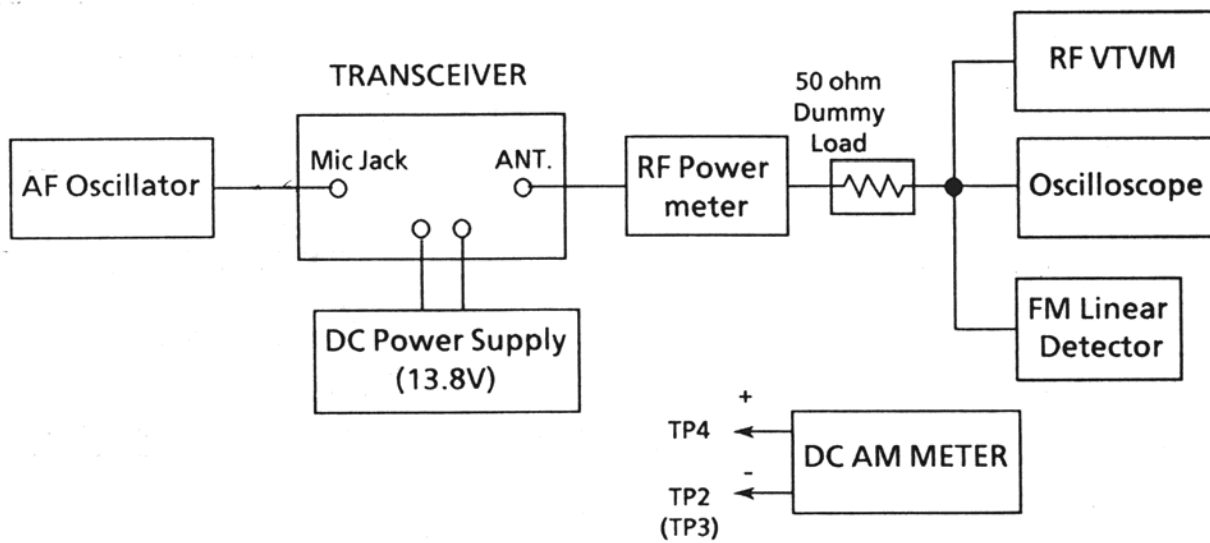 TRANSCEIVER
AF Oscillator
Mic Jack
ANT.
DC Power Supply
(13.8V)
RF Power
meter
50 ohm
Dummy
Load
RF VTVM
Oscilloscope
FM Linear
Detector
+
TP4
-
TP2
(TP3)
DC AM METER